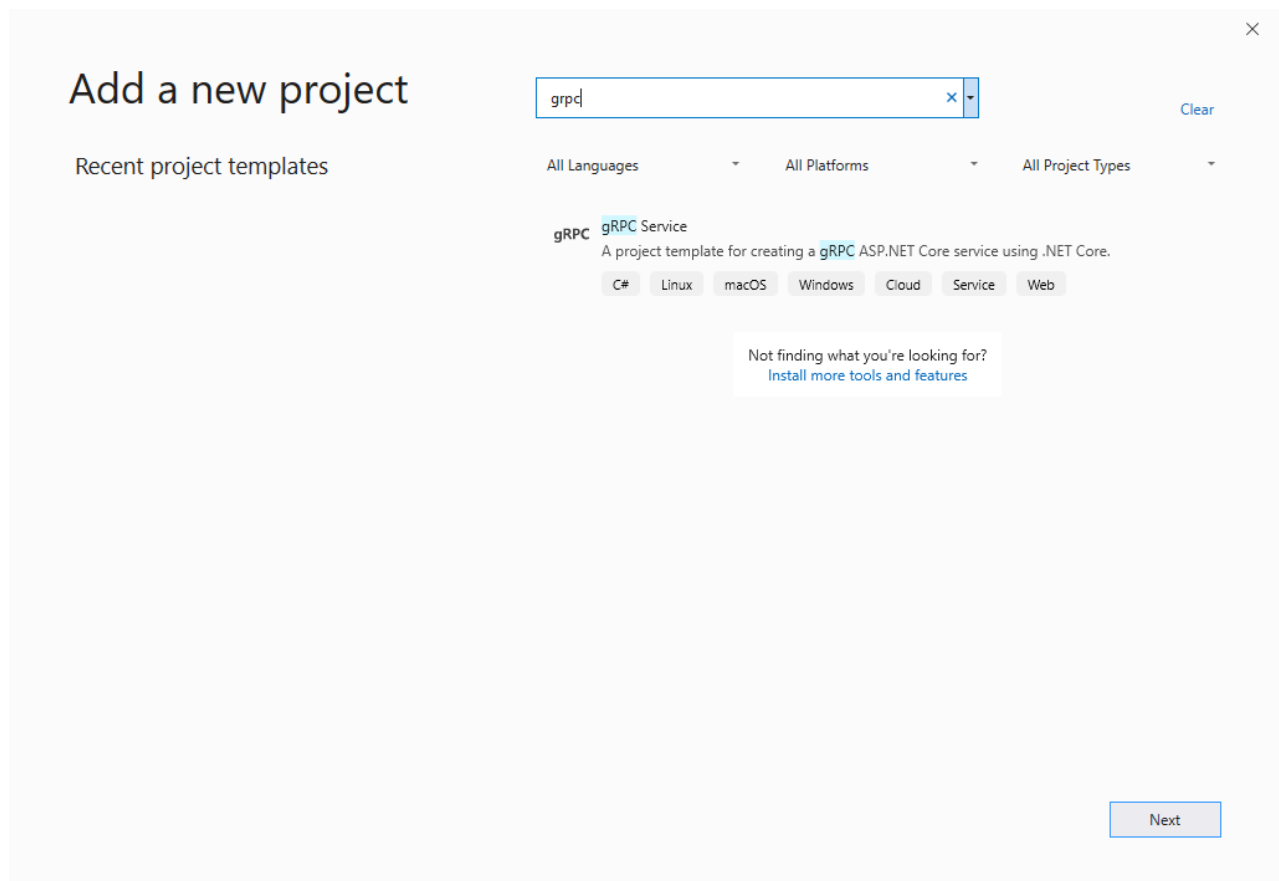 Add a new project
grpc
Clear
Recent project templates
All Languages
All Platforms
All Project Types
gRPC
gRPC Service
A project template for creating a gRPC ASP.NET Core service using .NET Core.
C# Linux macOS Windows Cloud Service Web
Not finding what you're looking for?
Install more tools and features
Next